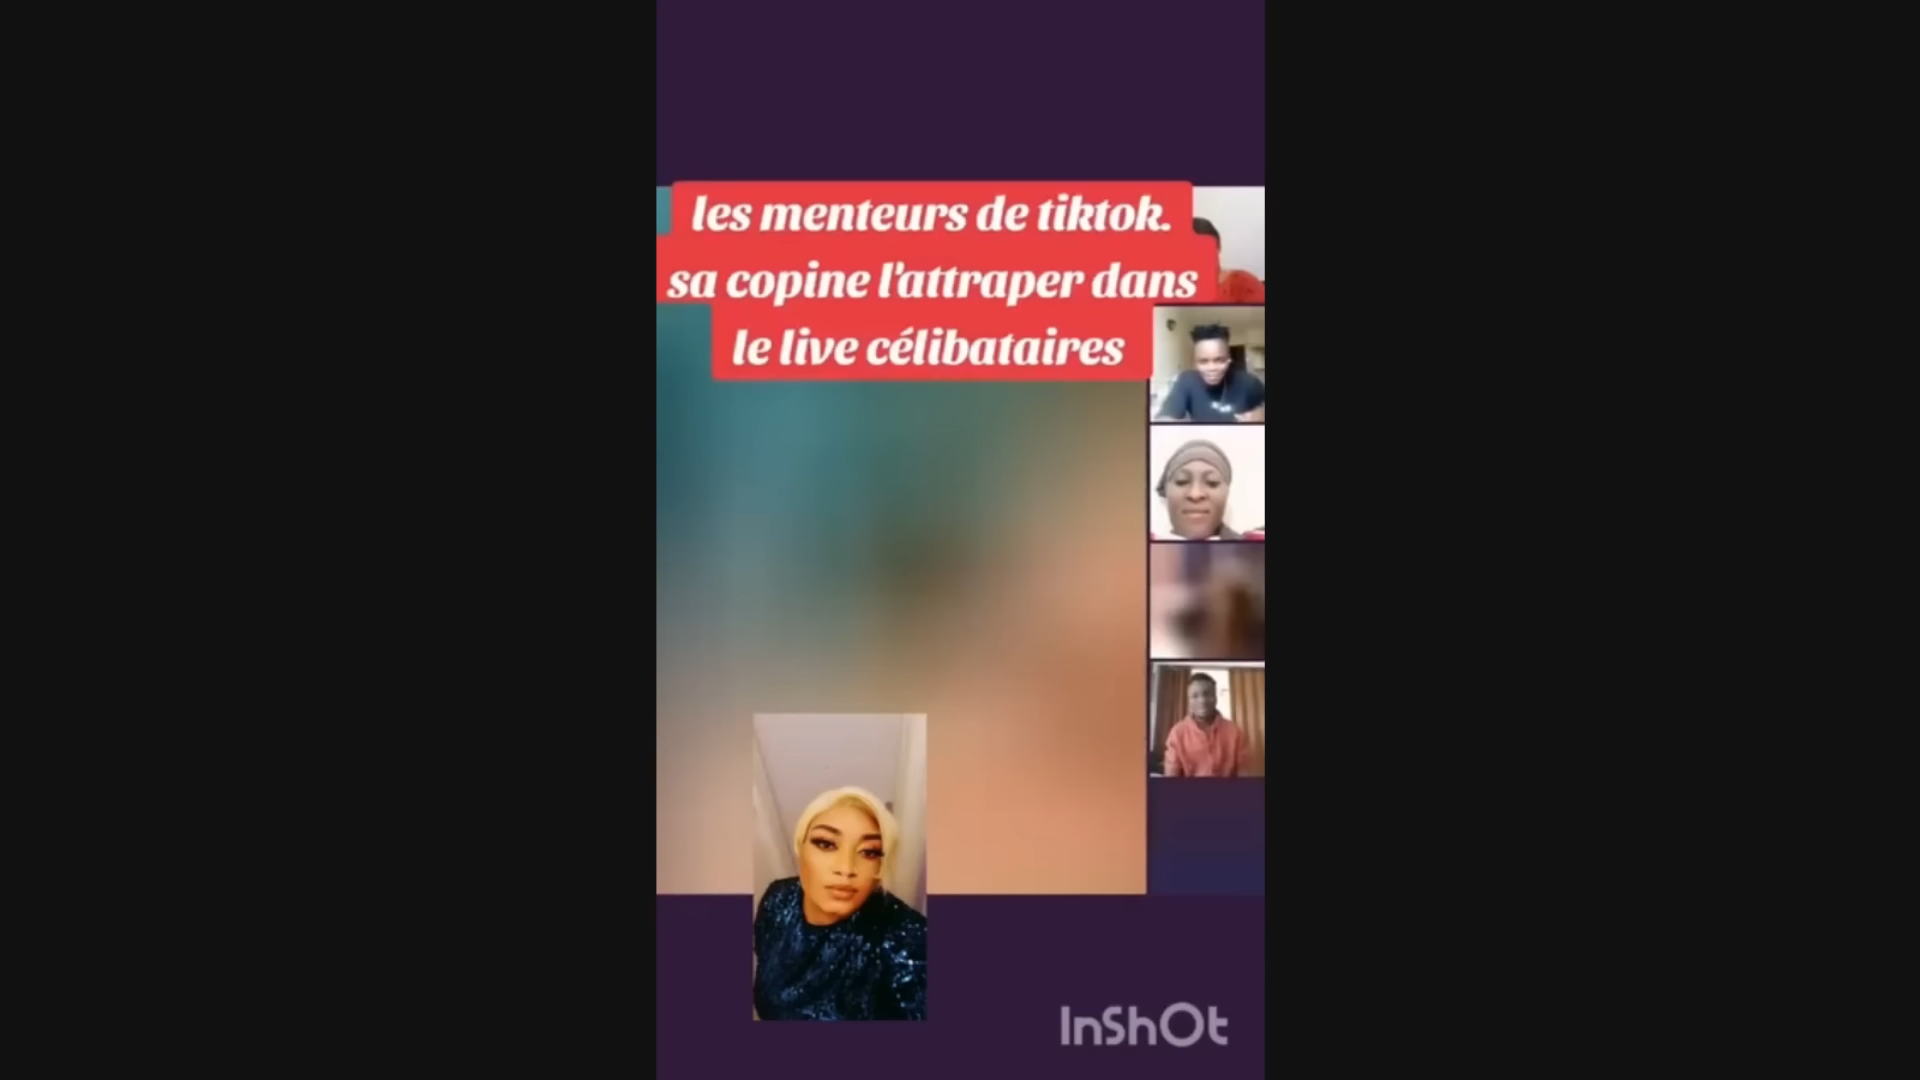 les menteurs de tiktok.
sa copine l'attraper dans
le live célibataires
InShOt